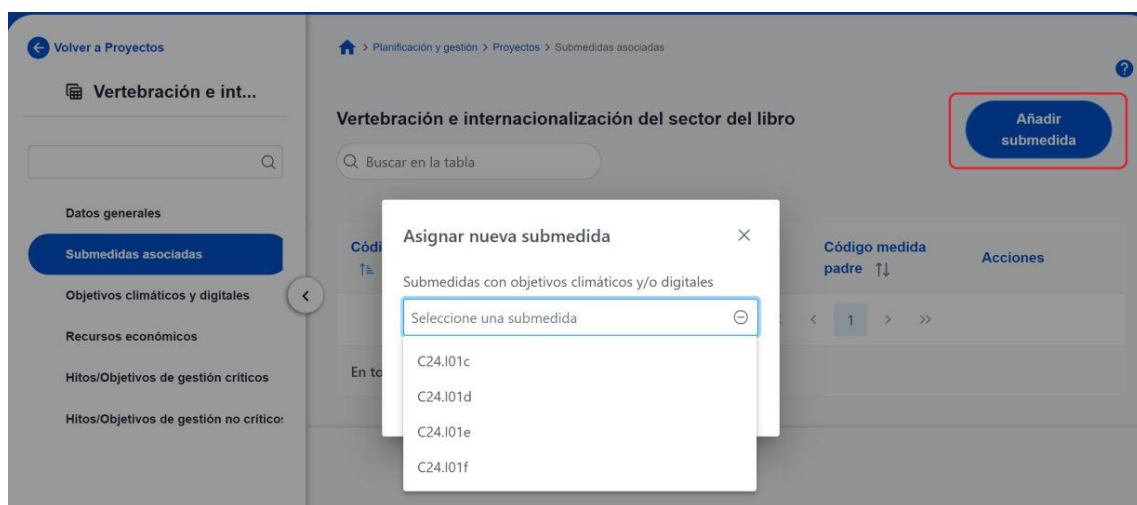 Volver a Proyectos
Vertebración e int...
Datos generales
Submedidas asociadas
Objetivos climáticos y digitales
Recursos económicos
Hitos/Objetivos de gestión críticos
Hitos/Objetivos de gestión no crítico
> Planificación y gestión > Proyectos > Submedidas asociadas
Vertebración e internacionalización del sector del libro
Añadir
submedida
Buscar en la tabla
Códi
Código medida
padre
Acciones
< 1 > >>
En to
Asignar nueva submedida
Submedidas con objetivos climáticos y/o digitales
Seleccione una submedida
C24.I01c
C24.I01d
C24.I01e
C24.I01f